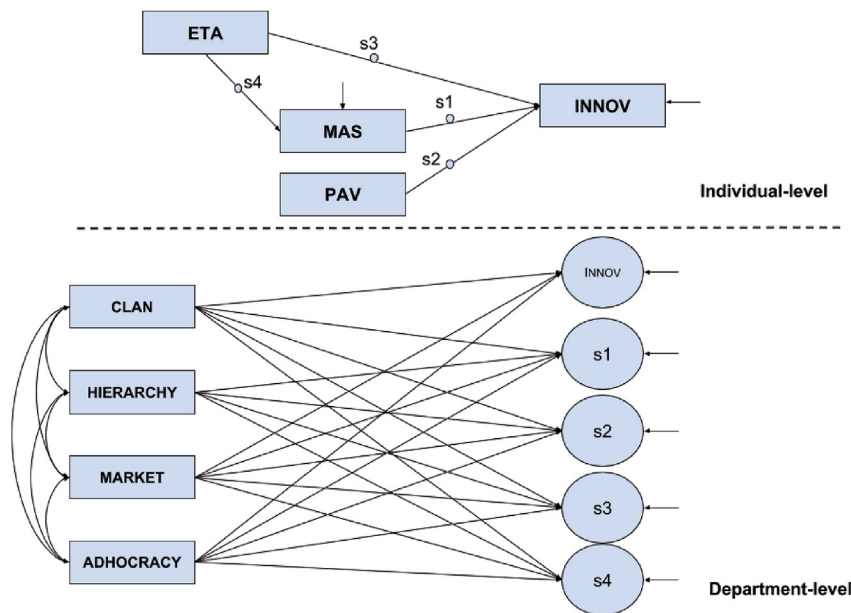 ETA
s3
s4
s1
INNOV
MAS
s2
PAV
Individual-level
INNOV
CLAN
s1
HIERARCHY
s2
MARKET
s3
ADHOCRACY
s4
Department-level